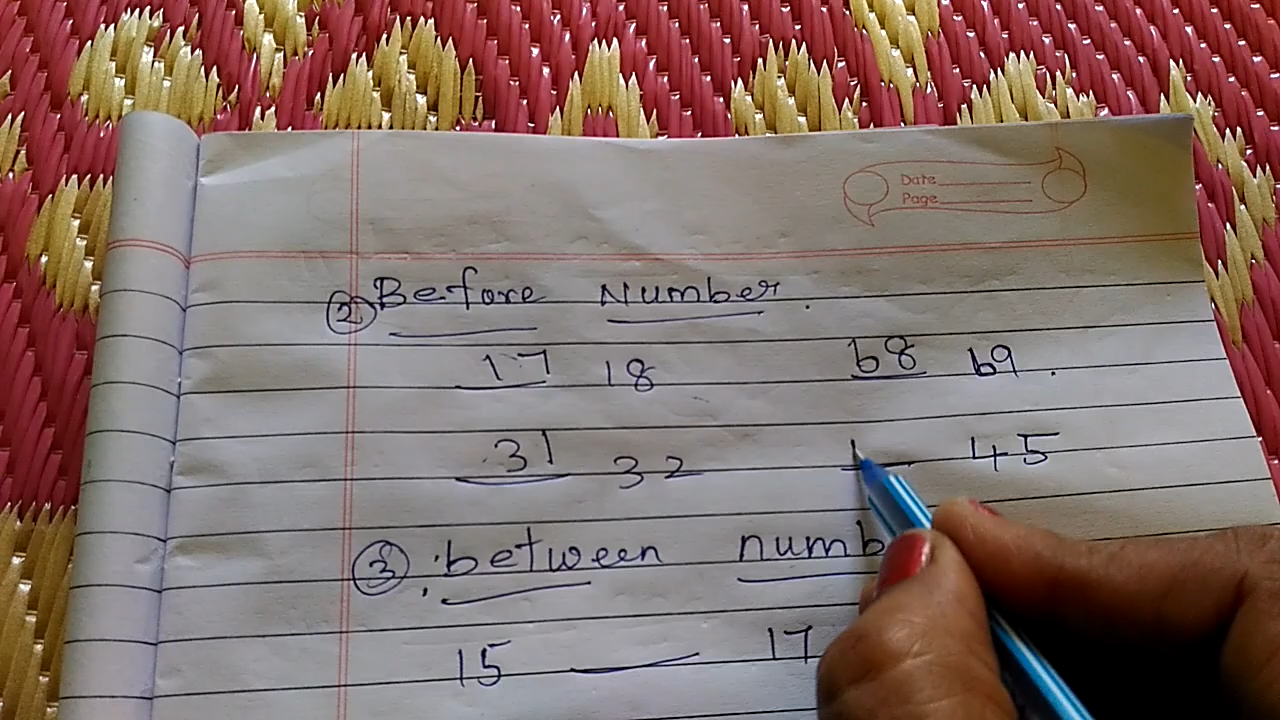 Date
Page
② Before Number.
17 18 68 69.
31 32 45
③ between numb
15 17